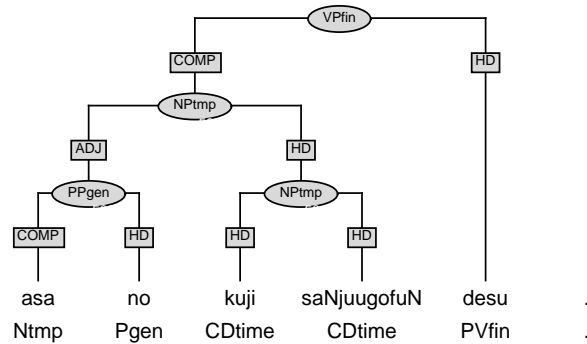 VPfin
COMP HD
NPtmp
ADJ HD
PPgen NPtmp
COMP HD HD HD
asa no kuji saNjuugofuN desu .
Ntmp Pgen CDtime CDtime PVfin .